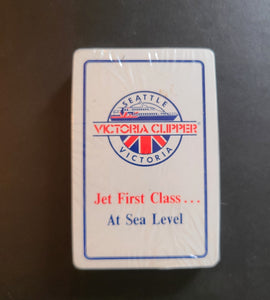 SEATTLE
VICTORIA CLIPPER
VICTORIA
Jet First Class...
At Sea Level